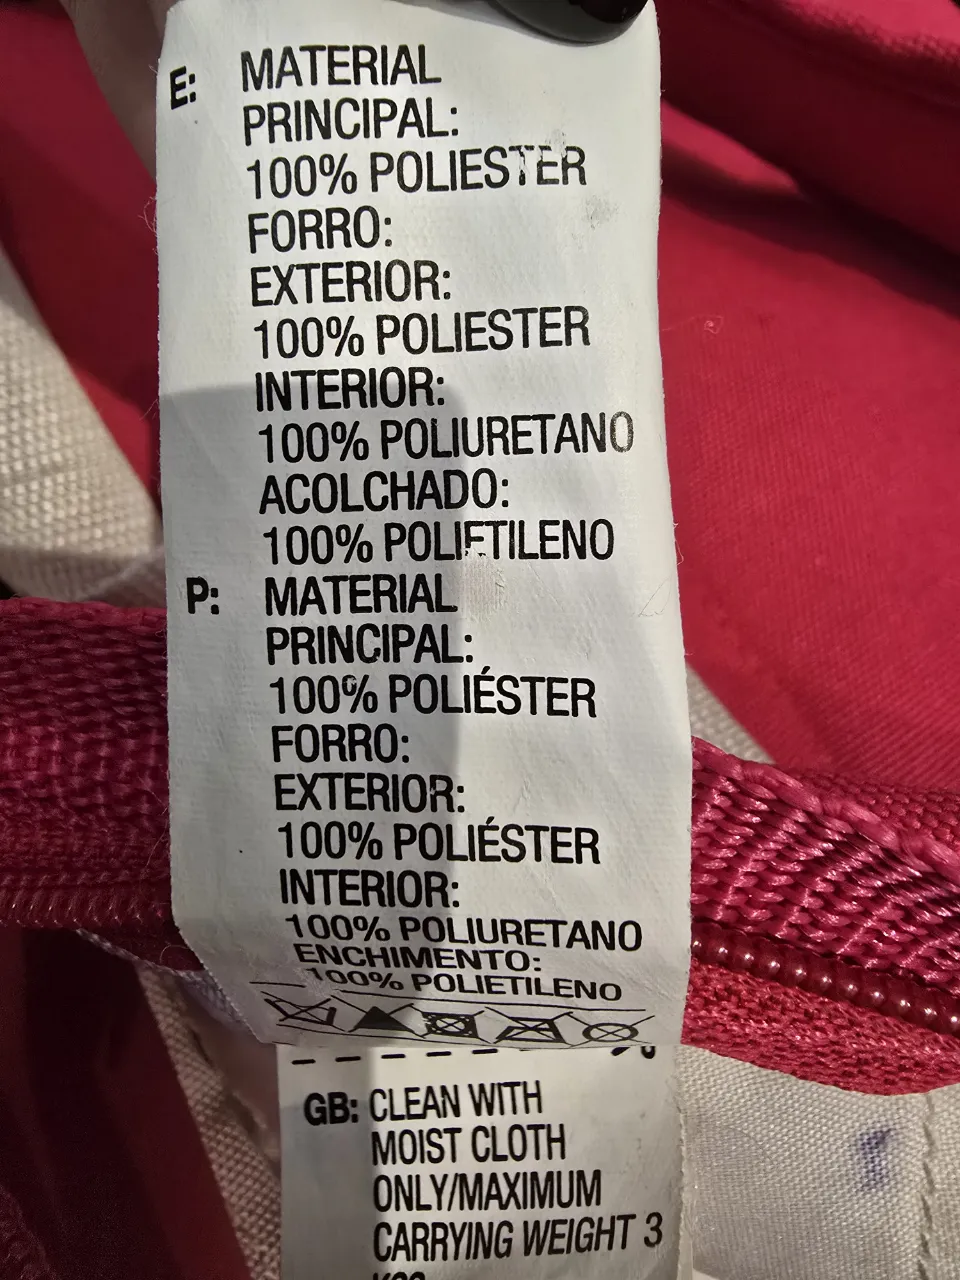 E: MATERIAL
PRINCIPAL:
100% POLIESTER
FORRO:
EXTERIOR:
100% POLIESTER
INTERIOR:
100% POLIURETANO
ACOLCHADO:
100% POLIETILENO
P: MATERIAL
PRINCIPAL:
100% POLIÉSTER
FORRO:
EXTERIOR:
100% POLIÉSTER
INTERIOR:
100% POLIURETANO
ENCHIMENTO:
100% POLIETILENO
GB: CLEAN WITH
MOIST CLOTH
ONLY/MAXIMUM
CARRYING WEIGHT 3